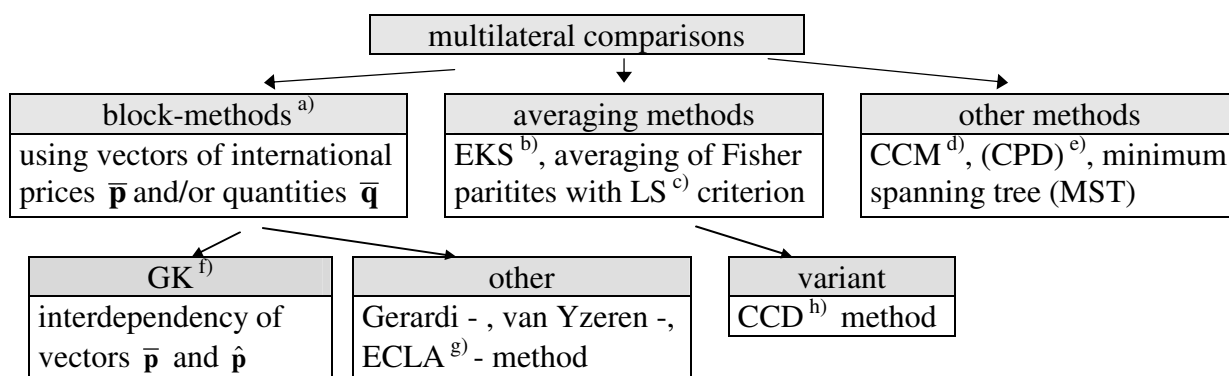 multilateral comparisons
block-methods a)
using vectors of international
prices p̄ and/or quantities q̄
averaging methods
EKS b), averaging of Fisher
paritites with LS c) criterion
other methods
CCM d), (CPD) e), minimum
spanning tree (MST)
GK f)
interdependency of
vectors p̄ and p̂
other
Gerardi - , van Yzeren -,
ECLA g) - method
variant
CCD h) method